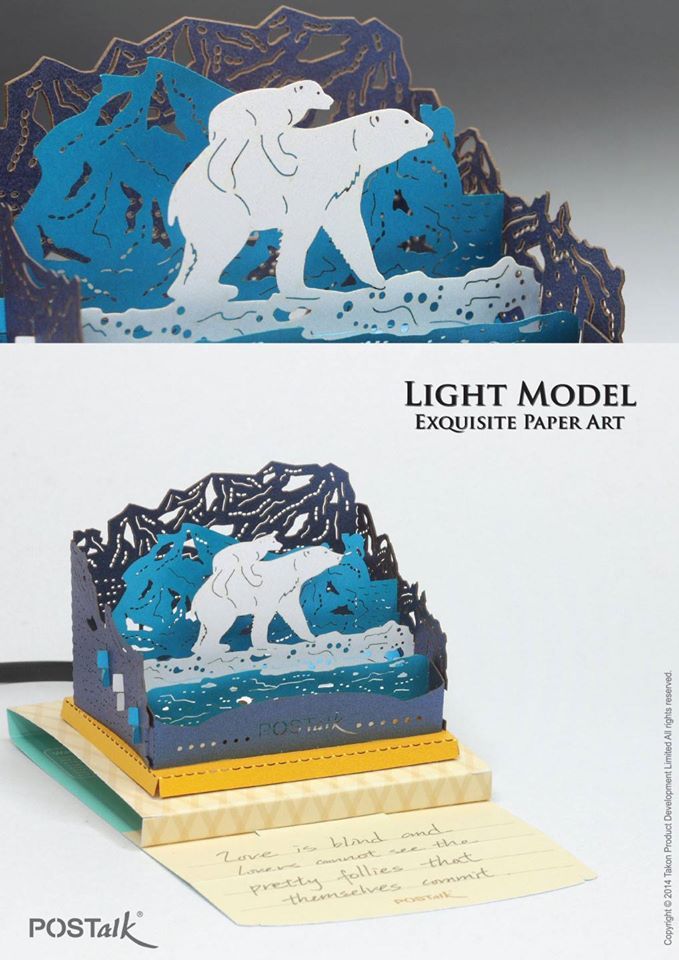 LIGHT MODEL
EXQUISITE PAPER ART
POSTalk
Love is blind and
lovers cannot see the
pretty follies that
themselves commit
POSTalk
POSTalk®
Copyright © 2014 Takon Product Development Limited All rights reserved.